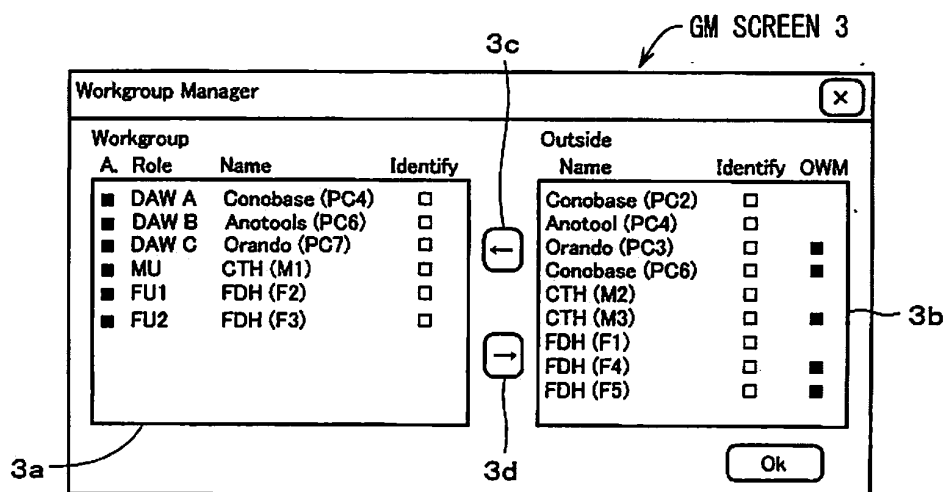 GM SCREEN 3
3c
Workgroup Manager ×
Workgroup Outside
A. Role Name Identify Name Identify OWM
■ DAW A Conobase (PC4) □ Conobase (PC2) □
■ DAW B Anotools (PC6) □ Anotool (PC4) □
■ DAW C Orando (PC7) □ ← Orando (PC3) □ ■
■ MU CTH (M1) □ Conobase (PC6) □ ■
■ FU1 FDH (F2) □ CTH (M2) □
■ FU2 FDH (F3) □ CTH (M3) □ ■
3b
→ FDH (F1) □
FDH (F4) □ ■
FDH (F5) □ ■
3a 3d Ok